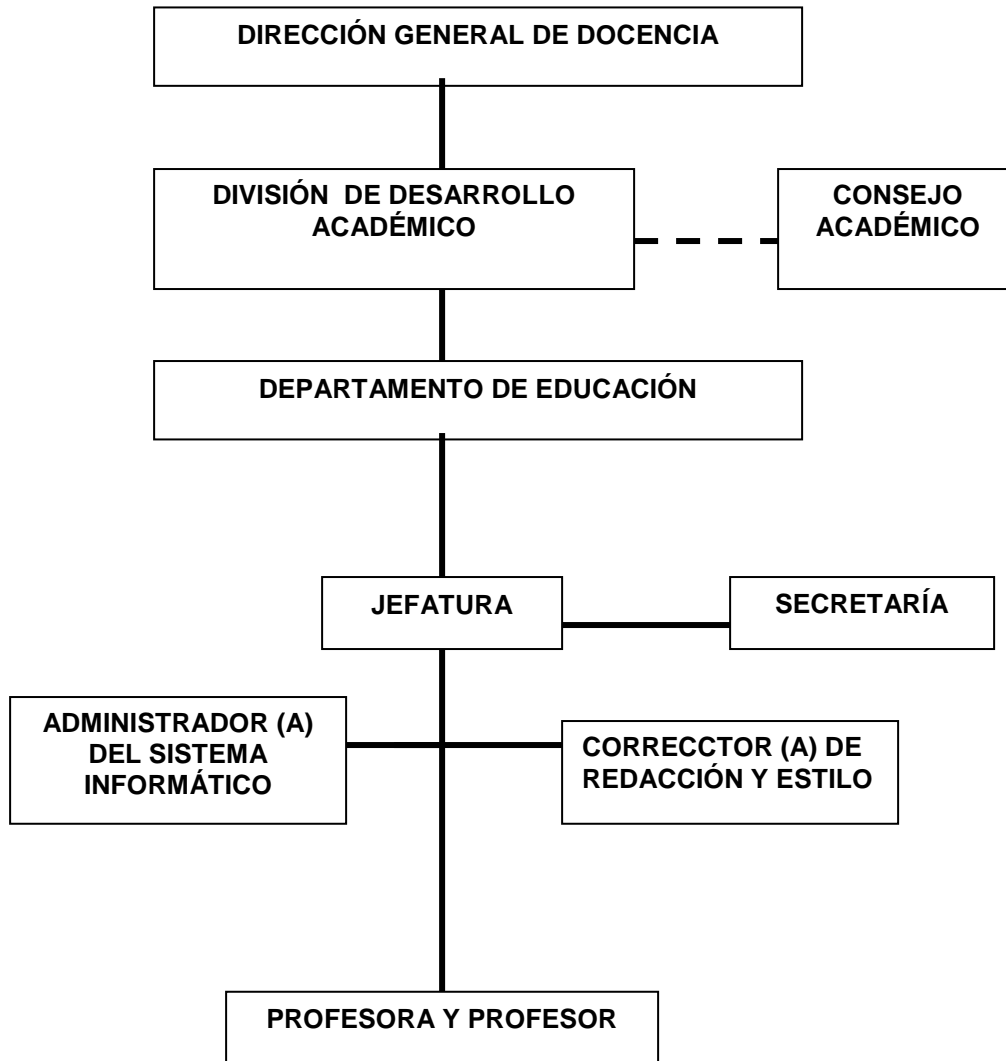 DIRECCIÓN GENERAL DE DOCENCIA
DIVISIÓN  DE DESARROLLO
ACADÉMICO
CONSEJO
ACADÉMICO
DEPARTAMENTO DE EDUCACIÓN
JEFATURA
SECRETARÍA
ADMINISTRADOR (A)
DEL SISTEMA
INFORMÁTICO
CORRECCTOR (A) DE
REDACCIÓN Y ESTILO
PROFESORA Y PROFESOR